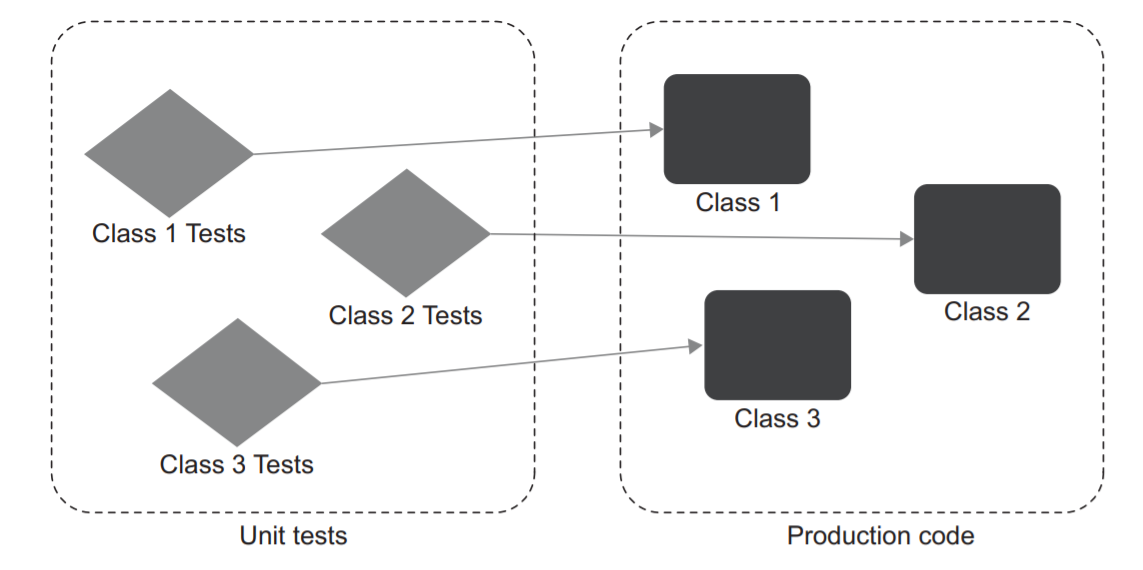 Class 1 Tests
Class 2 Tests
Class 3 Tests
Unit tests
Class 1
Class 2
Class 3
Production code